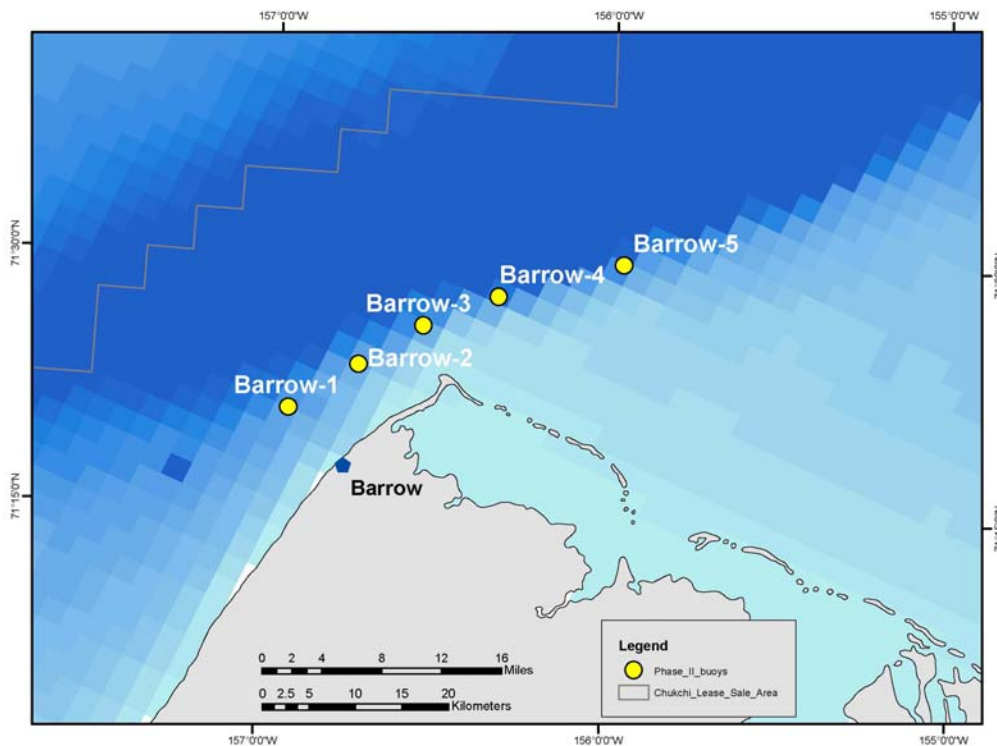 157°0'0"W 156°0'0"W 155°0'0"W
71°30'0"N
Barrow-5
Barrow-4
Barrow-3
Barrow-2
Barrow-1
71°15'0"N
Barrow
0 2 4 8 12 16
Miles
0 2.5 5 10 15 20
Kilometers
Legend
Phase_II_buoys
Chukchi_Lease_Sale_Area
157°0'0"W 156°0'0"W 155°0'0"W